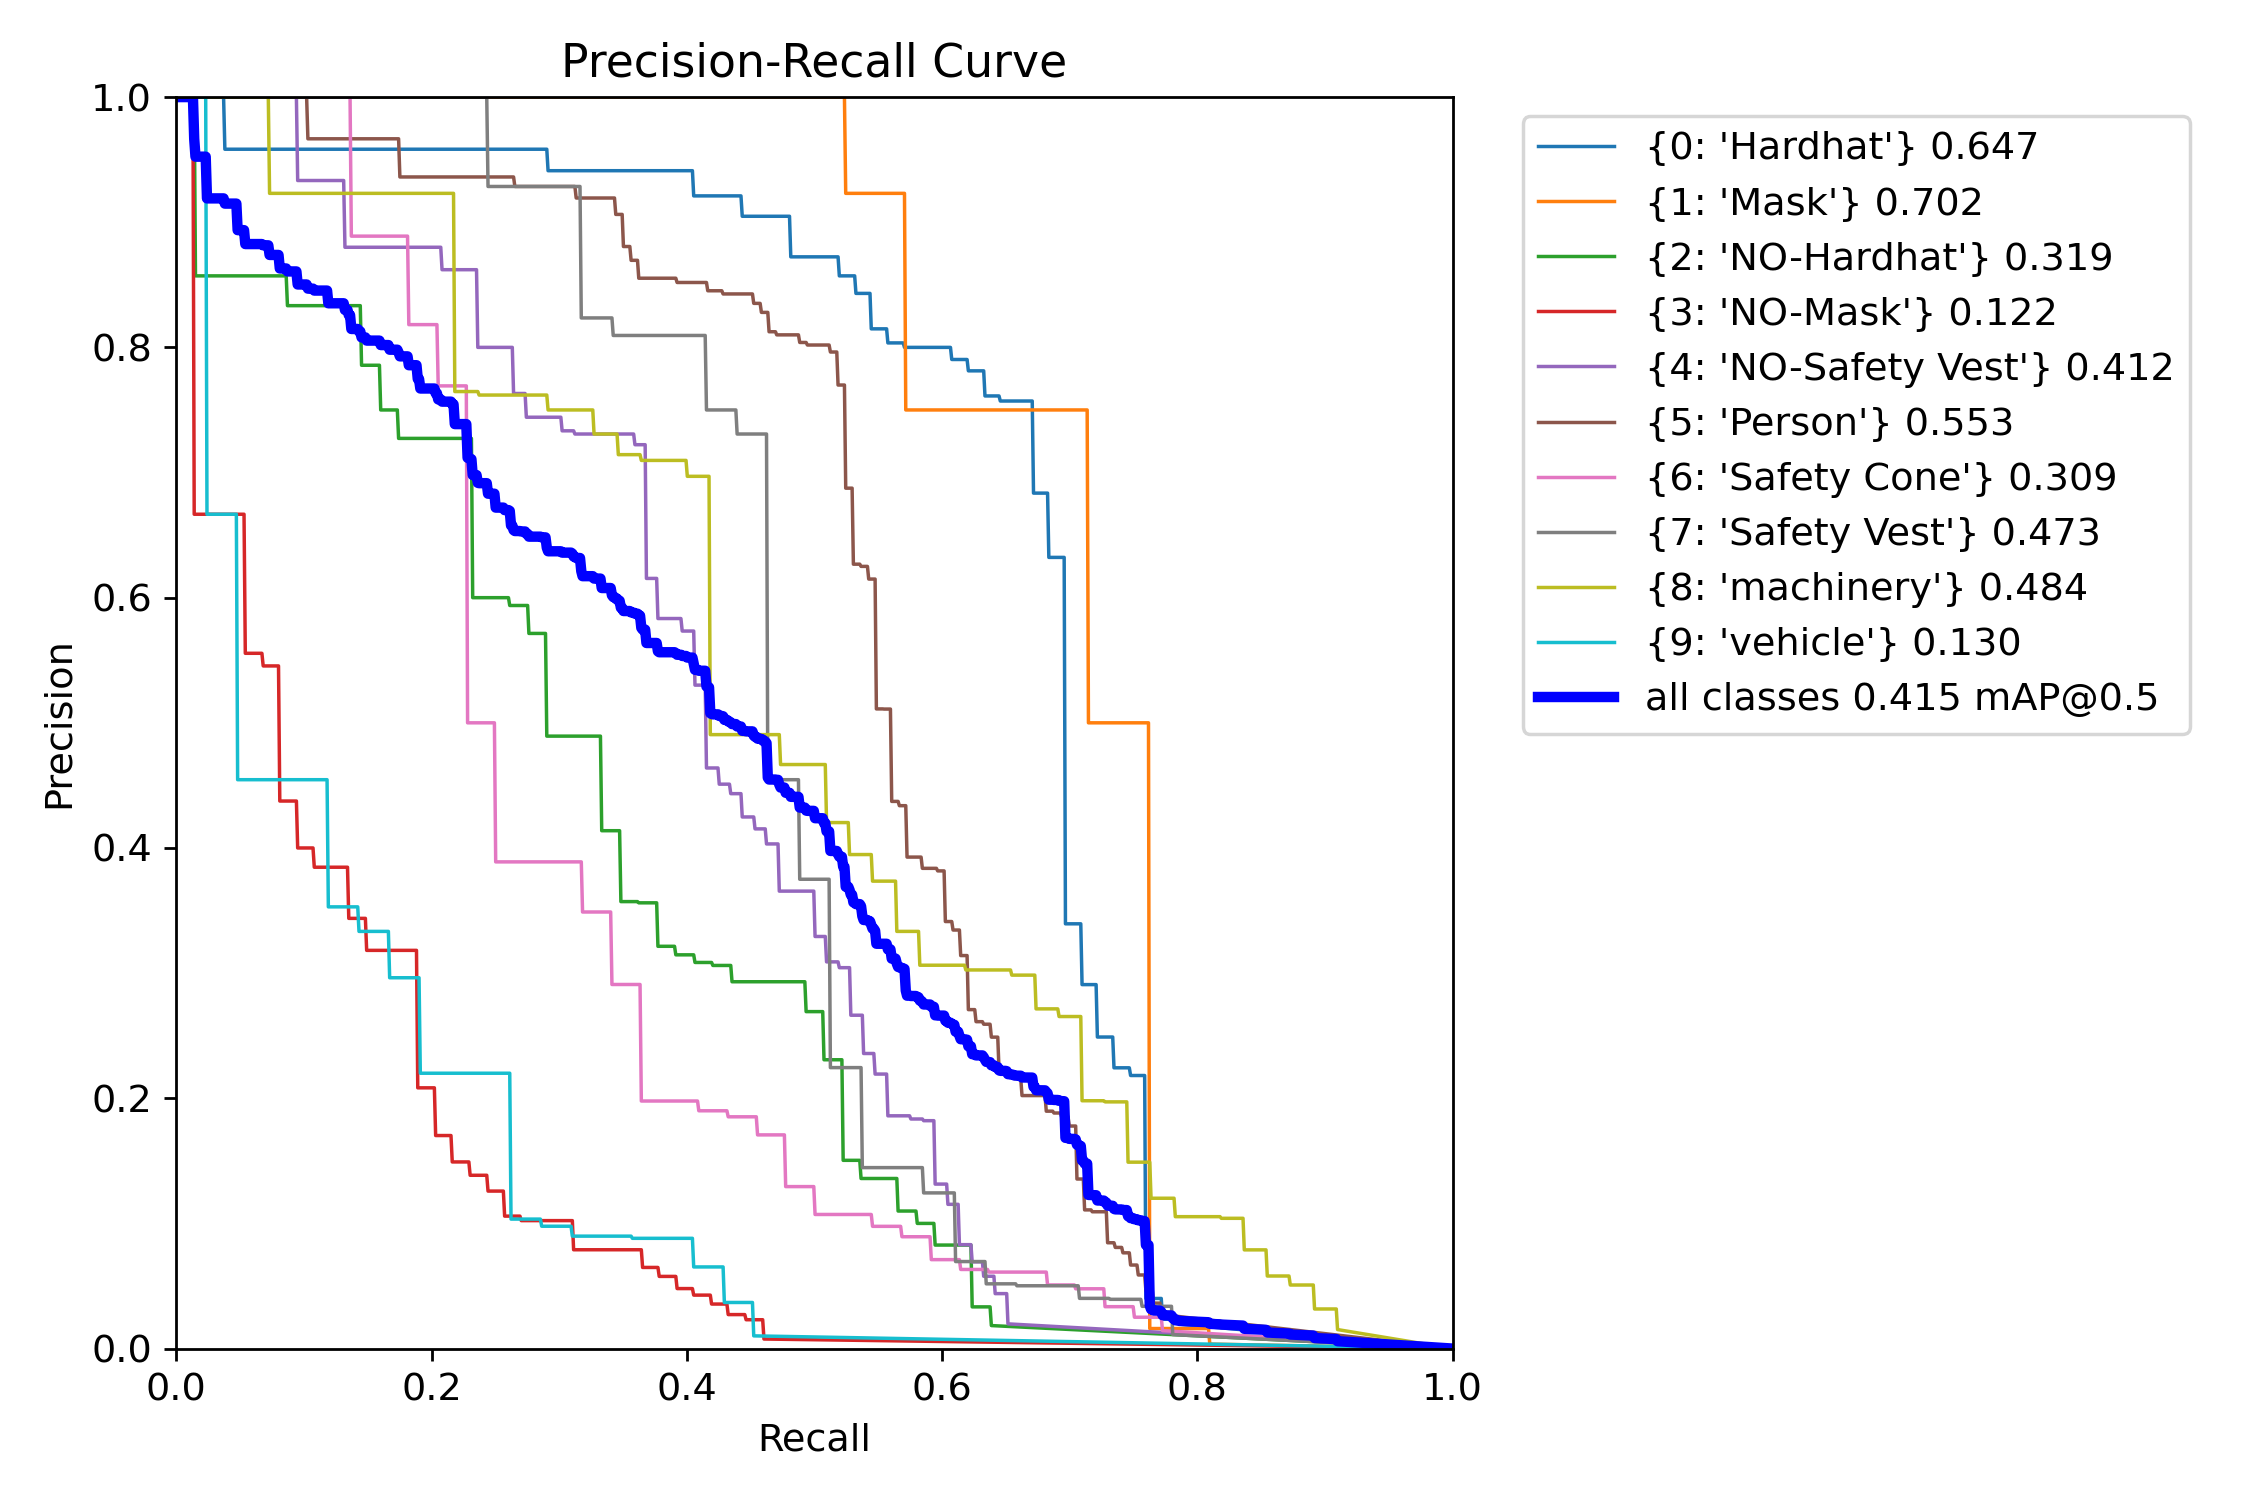 Precision-Recall Curve
1.0
0.8
0.6
0.4
0.2
0.0
Precision
0.0 0.2 0.4 0.6 0.8 1.0
Recall
{0: 'Hardhat'} 0.647
{1: 'Mask'} 0.702
{2: 'NO-Hardhat'} 0.319
{3: 'NO-Mask'} 0.122
{4: 'NO-Safety Vest'} 0.412
{5: 'Person'} 0.553
{6: 'Safety Cone'} 0.309
{7: 'Safety Vest'} 0.473
{8: 'machinery'} 0.484
{9: 'vehicle'} 0.130
all classes 0.415 mAP@0.5